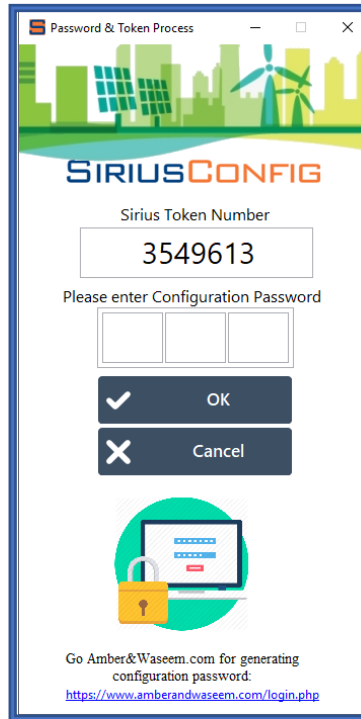 Password & Token Process
SIRIUSCONFIG
Sirius Token Number
3549613
Please enter Configuration Password
OK
Cancel
Go Amber&Waseem.com for generating
configuration password:
https://www.amberandwaseem.com/login.php